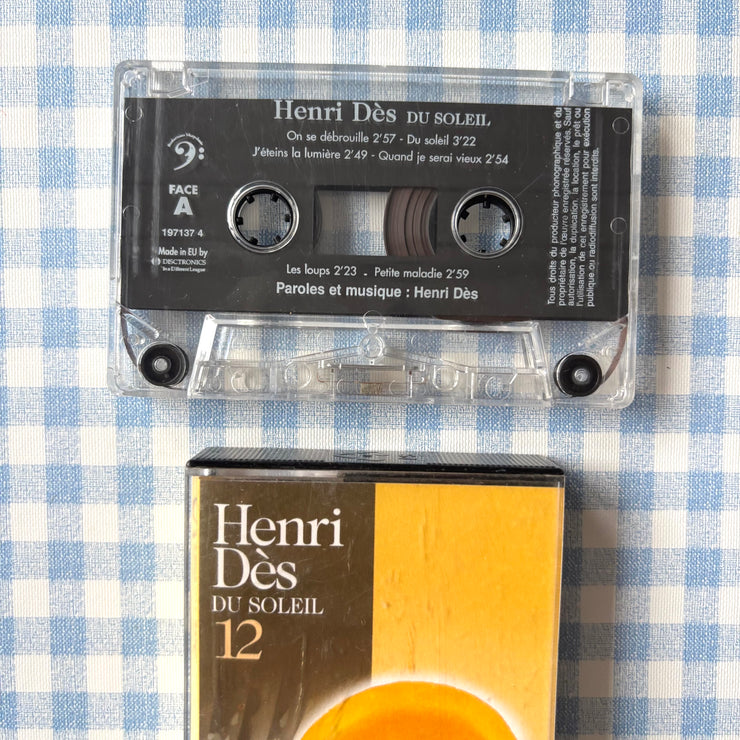 Henri Dès DU SOLEIL
On se débrouille 2'57 - Du soleil 3'22
J'éteins la lumière 2'49 - Quand je serai vieux 2'54
FACE
A
197137 4
Made in EU by
DISCTRONICS
Les loups 2'23 - Petite maladie 2'59
Paroles et musique : Henri Dès
Tous droits du producteur phonographique et du
propriétaire de l'œuvre enregistrée réservés. Sauf
autorisation, la duplication, la location, le prêt ou
l'utilisation de cet enregistrement pour exécution
publique ou radiodiffusion sont interdits.
Henri
Dès
DU SOLEIL
12